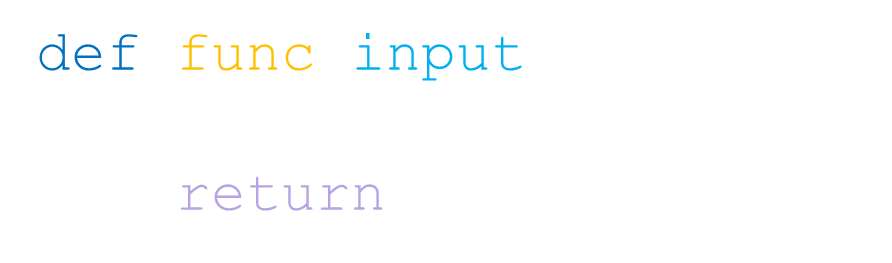 def func input
return